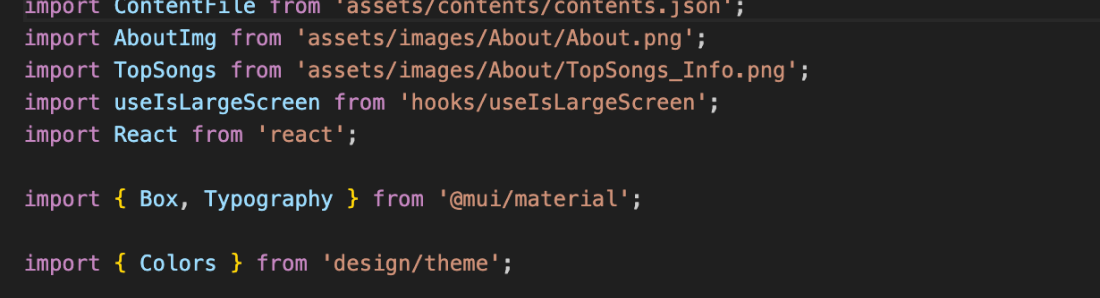 import ContentFile from 'assets/contents/contents.json';
import AboutImg from 'assets/images/About/About.png';
import TopSongs from 'assets/images/About/TopSongs_Info.png';
import useIsLargeScreen from 'hooks/useIsLargeScreen';
import React from 'react';
import { Box, Typography } from '@mui/material';
import { Colors } from 'design/theme';